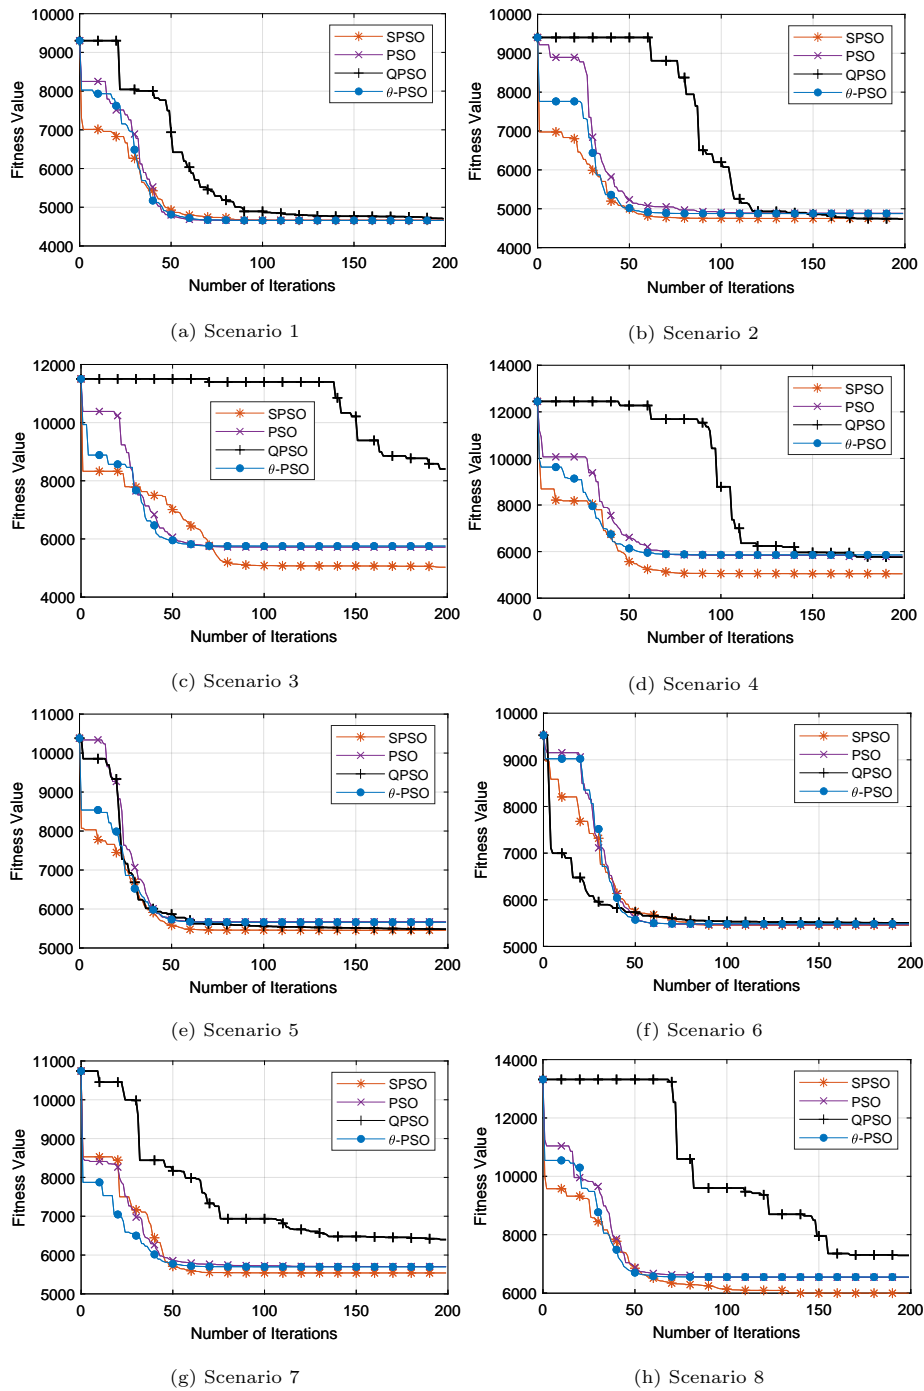 10000
9000
8000
7000
6000
5000
4000
Fitness Value
SPSO
PSO
QPSO
θ-PSO
0 50 100 150 200
Number of Iterations
(a) Scenario 1
10000
9000
8000
7000
6000
5000
4000
Fitness Value
SPSO
PSO
QPSO
θ-PSO
0 50 100 150 200
Number of Iterations
(b) Scenario 2
12000
10000
8000
6000
4000
Fitness Value
SPSO
PSO
QPSO
θ-PSO
0 50 100 150 200
Number of Iterations
(c) Scenario 3
14000
12000
10000
8000
6000
4000
Fitness Value
SPSO
PSO
QPSO
θ-PSO
0 50 100 150 200
Number of Iterations
(d) Scenario 4
11000
10000
9000
8000
7000
6000
5000
Fitness Value
SPSO
PSO
QPSO
θ-PSO
0 50 100 150 200
Number of Iterations
(e) Scenario 5
10000
9000
8000
7000
6000
5000
Fitness Value
SPSO
PSO
QPSO
θ-PSO
0 50 100 150 200
Number of Iterations
(f) Scenario 6
11000
10000
9000
8000
7000
6000
5000
Fitness Value
SPSO
PSO
QPSO
θ-PSO
0 50 100 150 200
Number of Iterations
(g) Scenario 7
14000
12000
10000
8000
6000
Fitness Value
SPSO
PSO
QPSO
θ-PSO
0 50 100 150 200
Number of Iterations
(h) Scenario 8